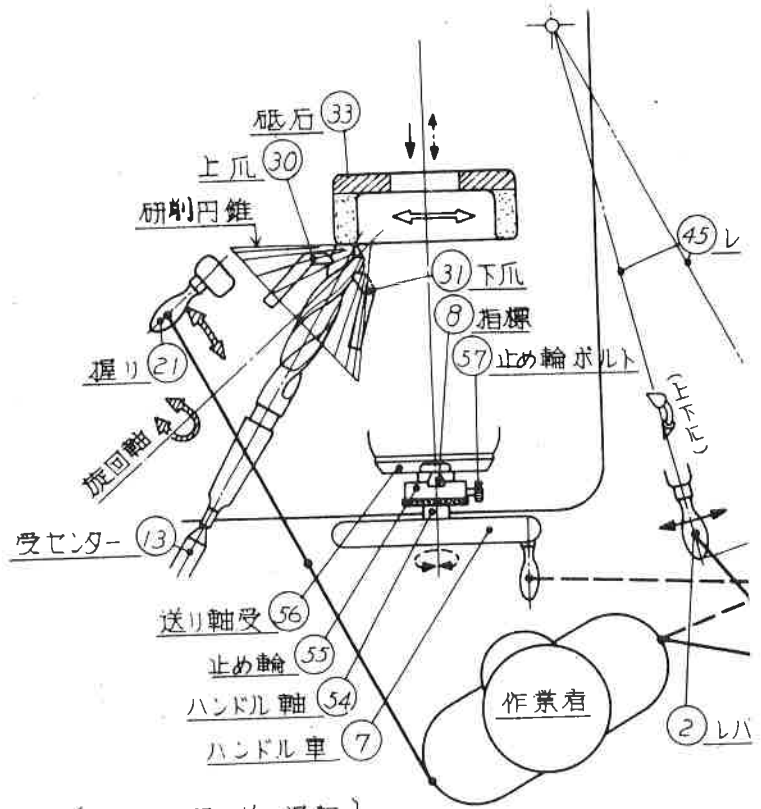 砥石 33
上爪 30
研削円錐
31 下爪
45 レ
8 指標
57 止め輪ボルト
握り 21
(上下に)
旋回軸
受センター 13
送り軸受 56
止め輪 55
ハンドル軸 54
ハンドル車 7
作業者
2 レバ